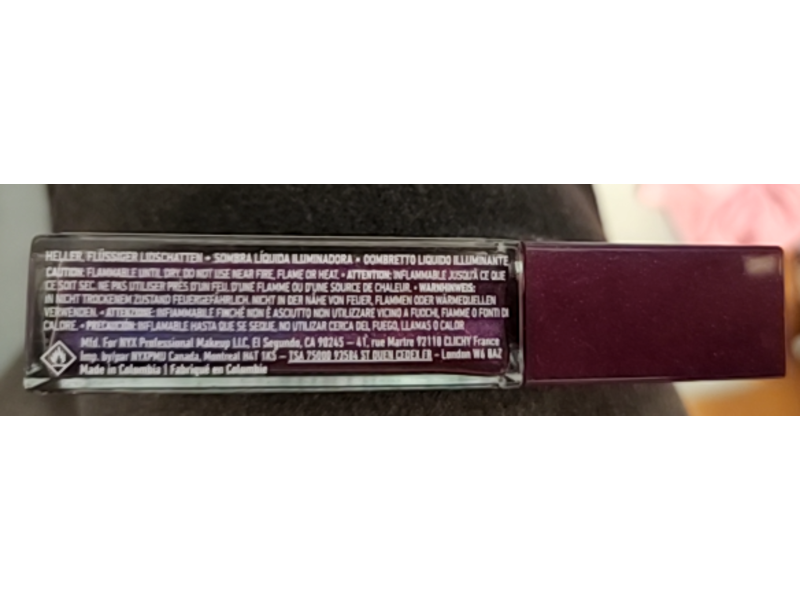 HELLER, FLÜSSIGER LIDSCHATTEN • SOMBRA LÍQUIDA ILUMINADORA • OOMBRETTO LIQUIDO ILLUMINANTE
CAUTION: FLAMMABLE UNTIL DRY. DO NOT USE NEAR FIRE, FLAME OR HEAT. • ATTENTION: INFLAMMABLE JUSQU'À CE QUE
CE SOIT SEC. NE PAS UTILISER PRÈS D'UN FEU, D'UNE FLAMME OU D'UNE SOURCE DE CHALEUR. • WARNHINWEIS:
IN NICHT TROCKENEM ZUSTAND FEUERGEFÄHRLICH. NICHT IN DER NÄHE VON FEUER, FLAMMEN ODER WÄRMEQUELLEN
VERWENDEN. • ATTENZIONE: INFIAMMABILE FINCHÉ NON È ASCIUTTO NON UTILIZZARE VICINO A FUOCHI, FIAMME O FONTI DI
CALORE. • PRECAUCIÓN: INFLAMABLE HASTA QUE SE SEQUE. NO UTILIZAR CERCA DEL FUEGO, LLAMAS O CALOR
Mfd. For NYX Professional Makeup LLC, El Segundo, CA 90245 – 41, rue Martre 92110 CLICHY France
Imp. by/par NYXPMU Canada, Montreal H4T 1K5 – TSA 75000 93584 ST OUEN CEDEX FR – London W6 8AZ
Made in Colombia | Fabriqué en Colombie